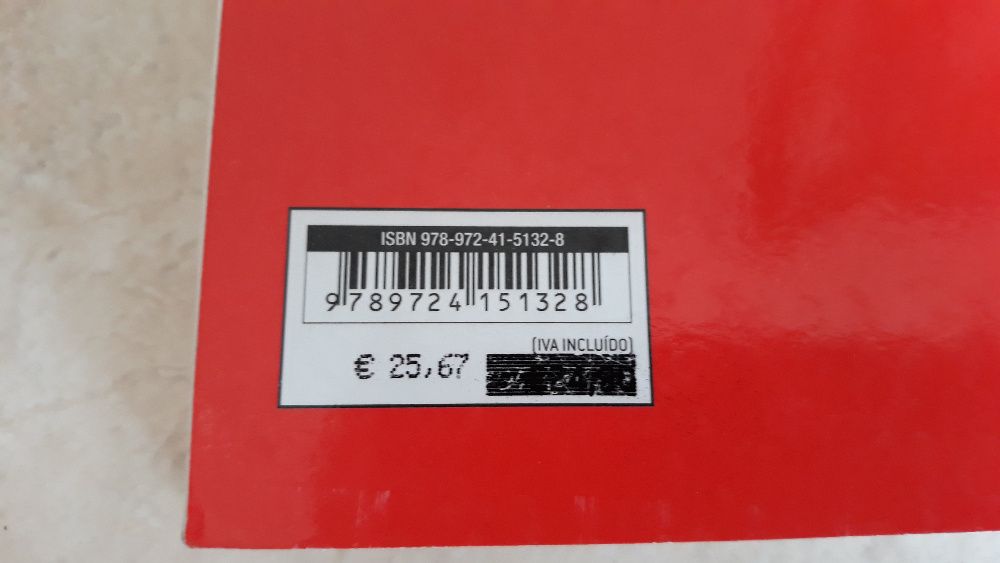 ISBN 978-972-41-5132-8
9 789724 151328
(IVA INCLUÍDO)
€ 25,67